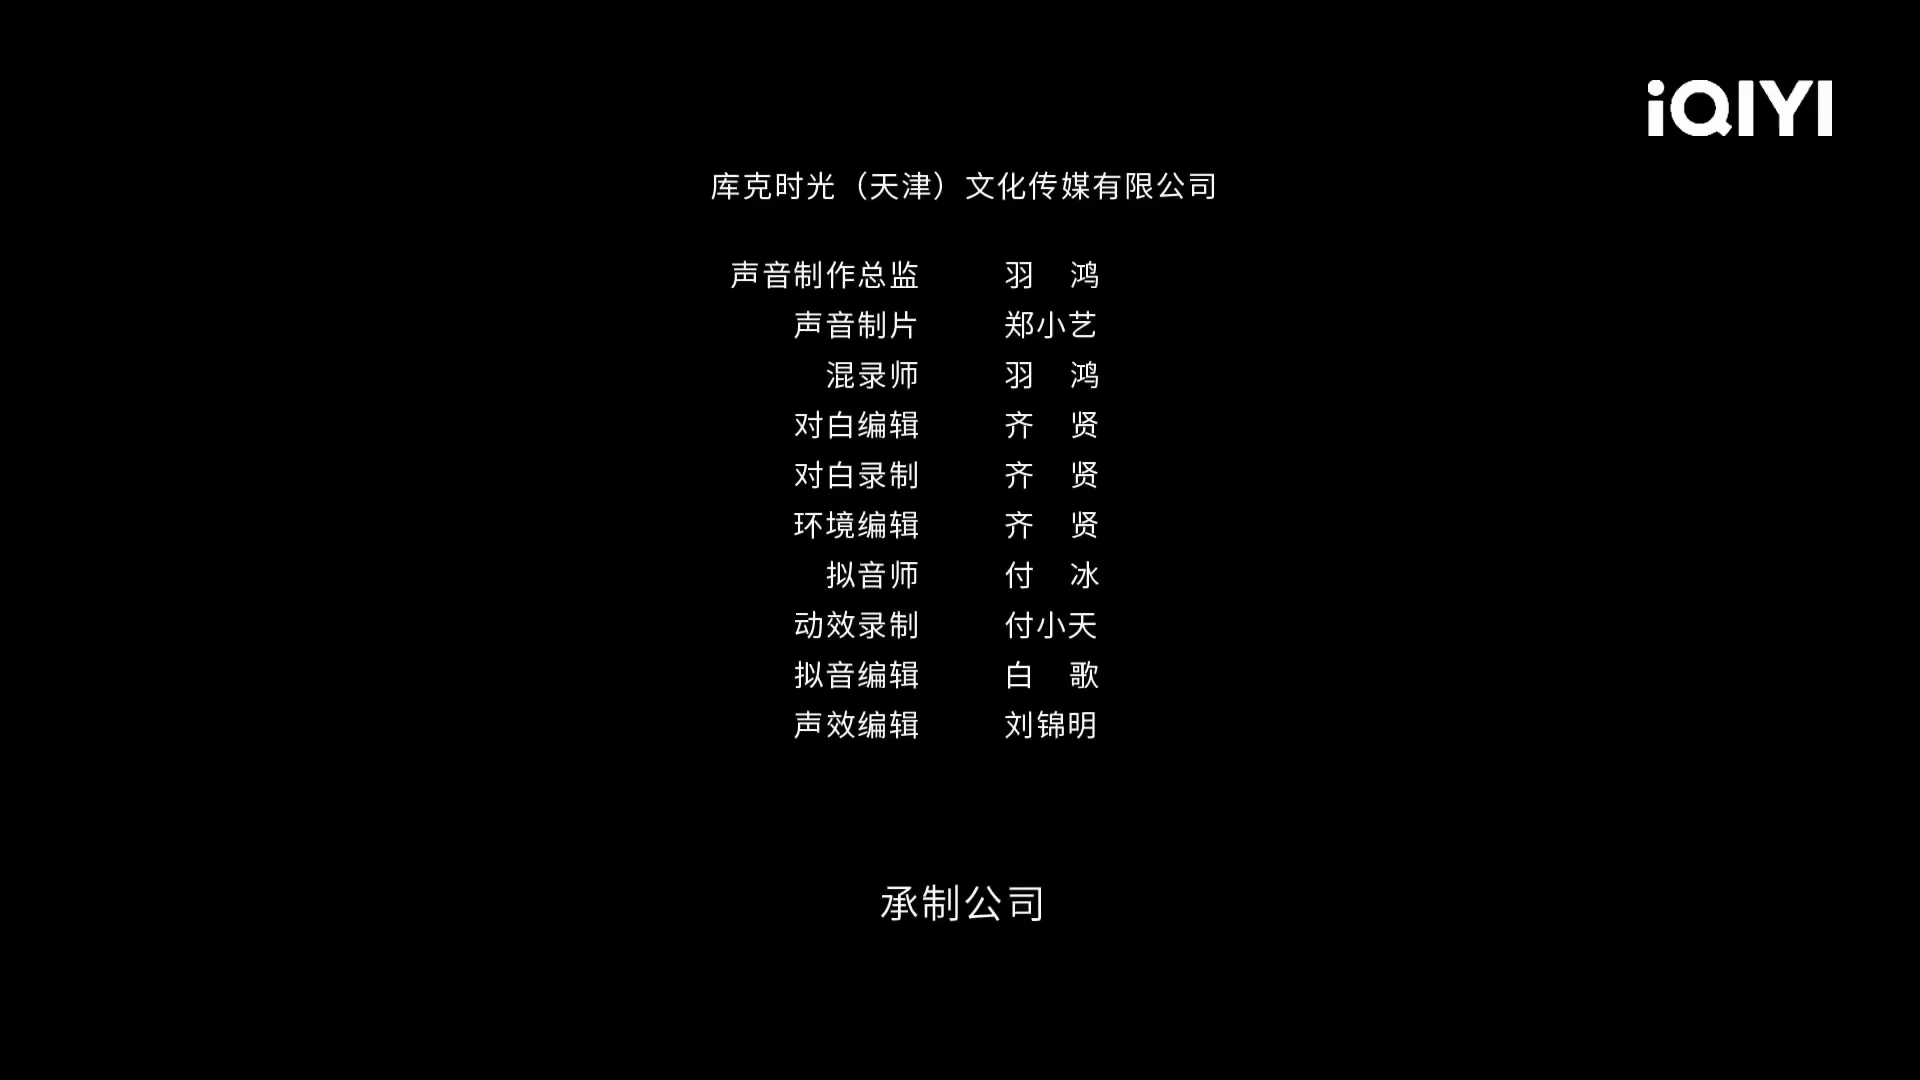 iQIYI
库克时光（天津）文化传媒有限公司
声音制作总监 羽 鸿
声音制片 郑小艺
混录师 羽 鸿
对白编辑 齐 贤
对白录制 齐 贤
环境编辑 齐 贤
拟音师 付 冰
动效录制 付小天
拟音编辑 白 歌
声效编辑 刘锦明
承制公司